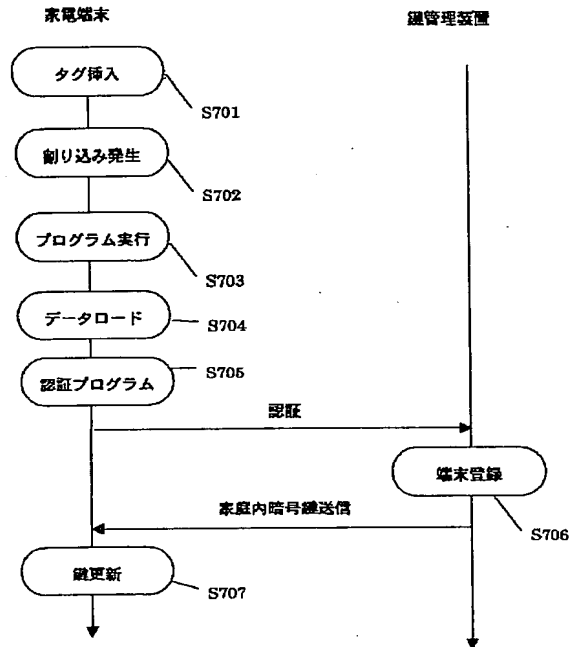 家電端末
鍵管理装置
タグ挿入
S701
割り込み発生
S702
プログラム実行
S703
データロード
S704
認証プログラム
S705
認証
端末登録
S706
家庭内暗号鍵送信
鍵更新
S707